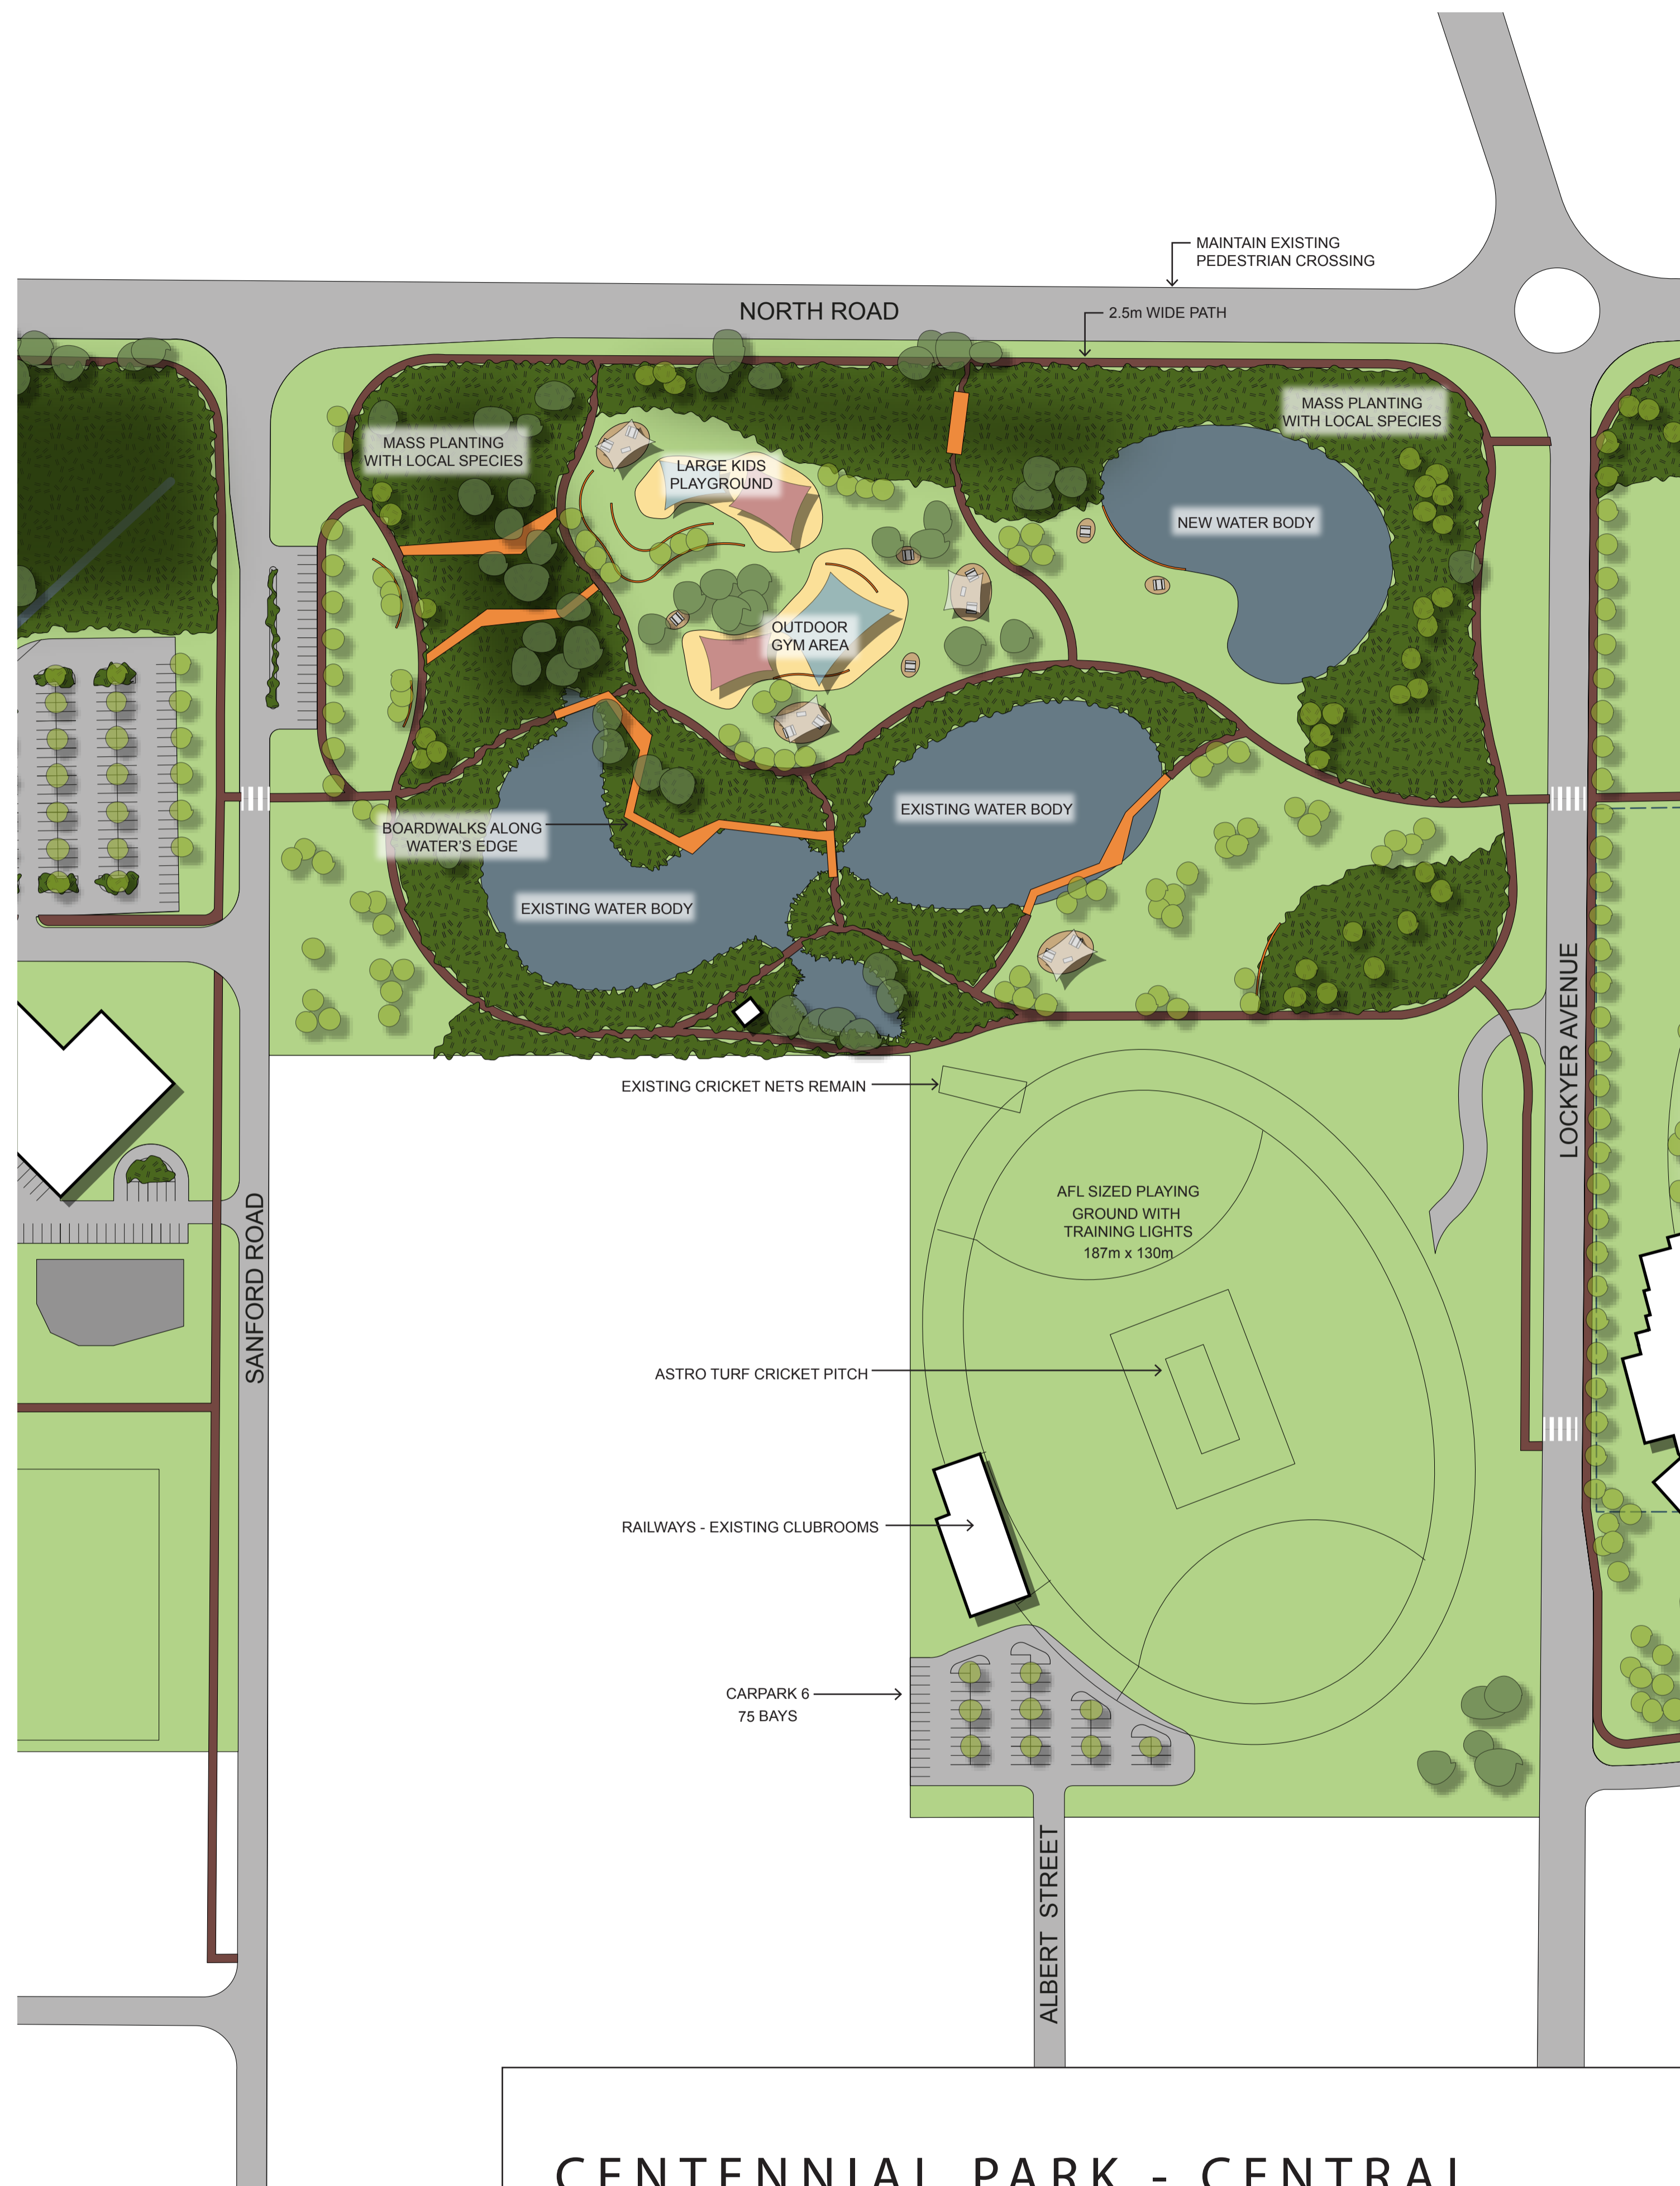 MAINTAIN EXISTING
PEDESTRIAN CROSSING
NORTH ROAD
2.5m WIDE PATH
MASS PLANTING
WITH LOCAL SPECIES
MASS PLANTING
WITH LOCAL SPECIES
LARGE KIDS
PLAYGROUND
NEW WATER BODY
OUTDOOR
GYM AREA
EXISTING WATER BODY
BOARDWALKS ALONG
WATER'S EDGE
EXISTING WATER BODY
LOCKYER AVENUE
EXISTING CRICKET NETS REMAIN
AFL SIZED PLAYING
GROUND WITH
TRAINING LIGHTS
187m x 130m
SANFORD ROAD
ASTRO TURF CRICKET PITCH
RAILWAYS - EXISTING CLUBROOMS
CARPARK 6
75 BAYS
ALBERT STREET
CENTENNIAL PARK - CENTRAL